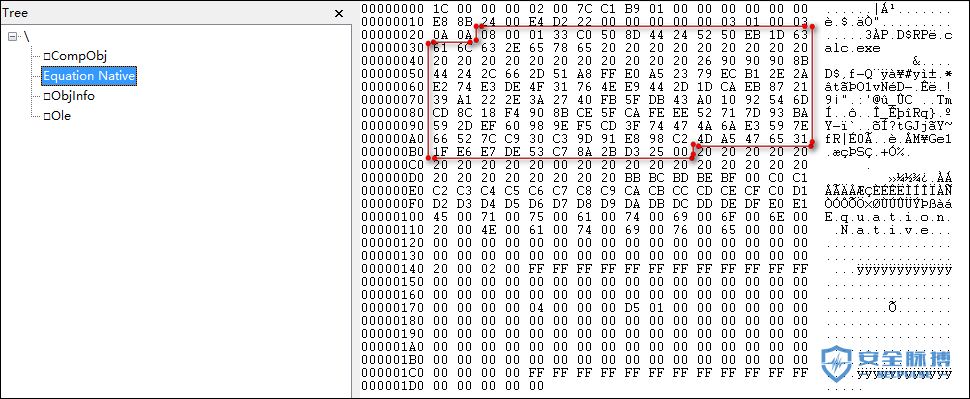 Tree ×
\
CompObj
Equation Native
ObjInfo
Ole
00000000 1C 00 00 00 02 00 7C C1 B9 01 00 00 00 00 00 00 ......|Á¹.......
00000010 E8 8B 24 00 E4 D2 22 00 00 00 00 00 03 01 00 03 è.$.äÒ".........
00000020 0A 0A 08 00 01 33 C0 50 8D 44 24 52 50 EB 1D 63 .....3ÀP.D$RPë.c
00000030 61 6C 63 2E 65 78 65 20 20 20 20 20 20 20 20 20 alc.exe
00000040 20 20 20 20 20 20 20 20 20 20 20 26 90 90 90 8B &....
00000050 44 24 2C 66 2D 51 A8 FF E0 A5 23 79 EC B1 2E 2A D$,f-Q¨ÿà¥#yì±.*
00000060 E2 74 E3 DE 4F 31 76 4E E9 44 2D 1D CA EB 87 21 âtãÞO1vNéD-.Êë.!
00000070 39 A1 22 2E 3A 27 40 FB 5F DB 43 A0 10 92 54 6D 9¡".:'@û_ÛC ..Tm
00000080 CD 8C 18 F4 90 8B CE 5F CA FE EE 52 71 7D 93 BA
00000090 59 2D EF 60 98 9E F5 CD 3F 74 47 4A 6A E3 59 7E
000000A0 66 52 7C C9 30 C3 9D 91 E8 98 C2 4D A5 47 65 31
000000B0 1F E6 E7 DE 53 C7 8A 2B D3 25 00 20 20 20 20 20
000000C0 20 20 20 20 20 20 20 20 20 20 20 20 20 20 20 20
000000D0 20 20 20 20 20 20 20 20 BB BC BD BE BF 00 C0 C1
000000E0 C2 C3 C4 C5 C6 C7 C8 C9 CA CB CC CD CE CF C0 D1
000000F0 D2 D3 D4 D5 D6 D7 D8 D9 DA DB DC DD DE DF E0 E1
00000100 45 00 71 00 75 00 61 00 74 00 69 00 6F 00 6E 00 E.q.u.a.t.i.o.n.
00000110 20 00 4E 00 61 00 74 00 69 00 76 00 65 00 00 00 .N.a.t.i.v.e...
00000120 00 00 00 00 00 00 00 00 00 00 00 00 00 00 00 00 ................
00000130 00 00 00 00 00 00 00 00 00 00 00 00 00 00 00 00 ................
00000140 20 00 02 00 FF FF FF FF FF FF FF FF FF FF FF FF ...ÿÿÿÿÿÿÿÿÿÿÿÿ
00000150 00 00 00 00 00 00 00 00 00 00 00 00 00 00 00 00 ................
00000160 00 00 00 00 00 00 00 00 00 00 00 00 00 00 00 00 ................
00000170 00 00 00 00 04 00 00 00 D5 01 00 00 00 00 00 00 ........Õ.......
00000180 00 00 00 00 00 00 00 00 00 00 00 00 00 00 00 00 ................
00000190 00 00 00 00 00 00 00 00 00 00 00 00 00 00 00 00
000001A0 00 00 00 00 00 00 00 00 00 00 00 00 00 00 00 00
000001B0 00 00 00 00 00 00 00 00 00 00 00 00 00 00 00 00
000001C0 00 00 00 00 FF FF FF FF FF FF FF FF FF FF FF FF ....ÿÿÿÿÿÿÿÿÿÿÿÿ
000001D0 00 00 00 00 00 00 .....
安全脉搏